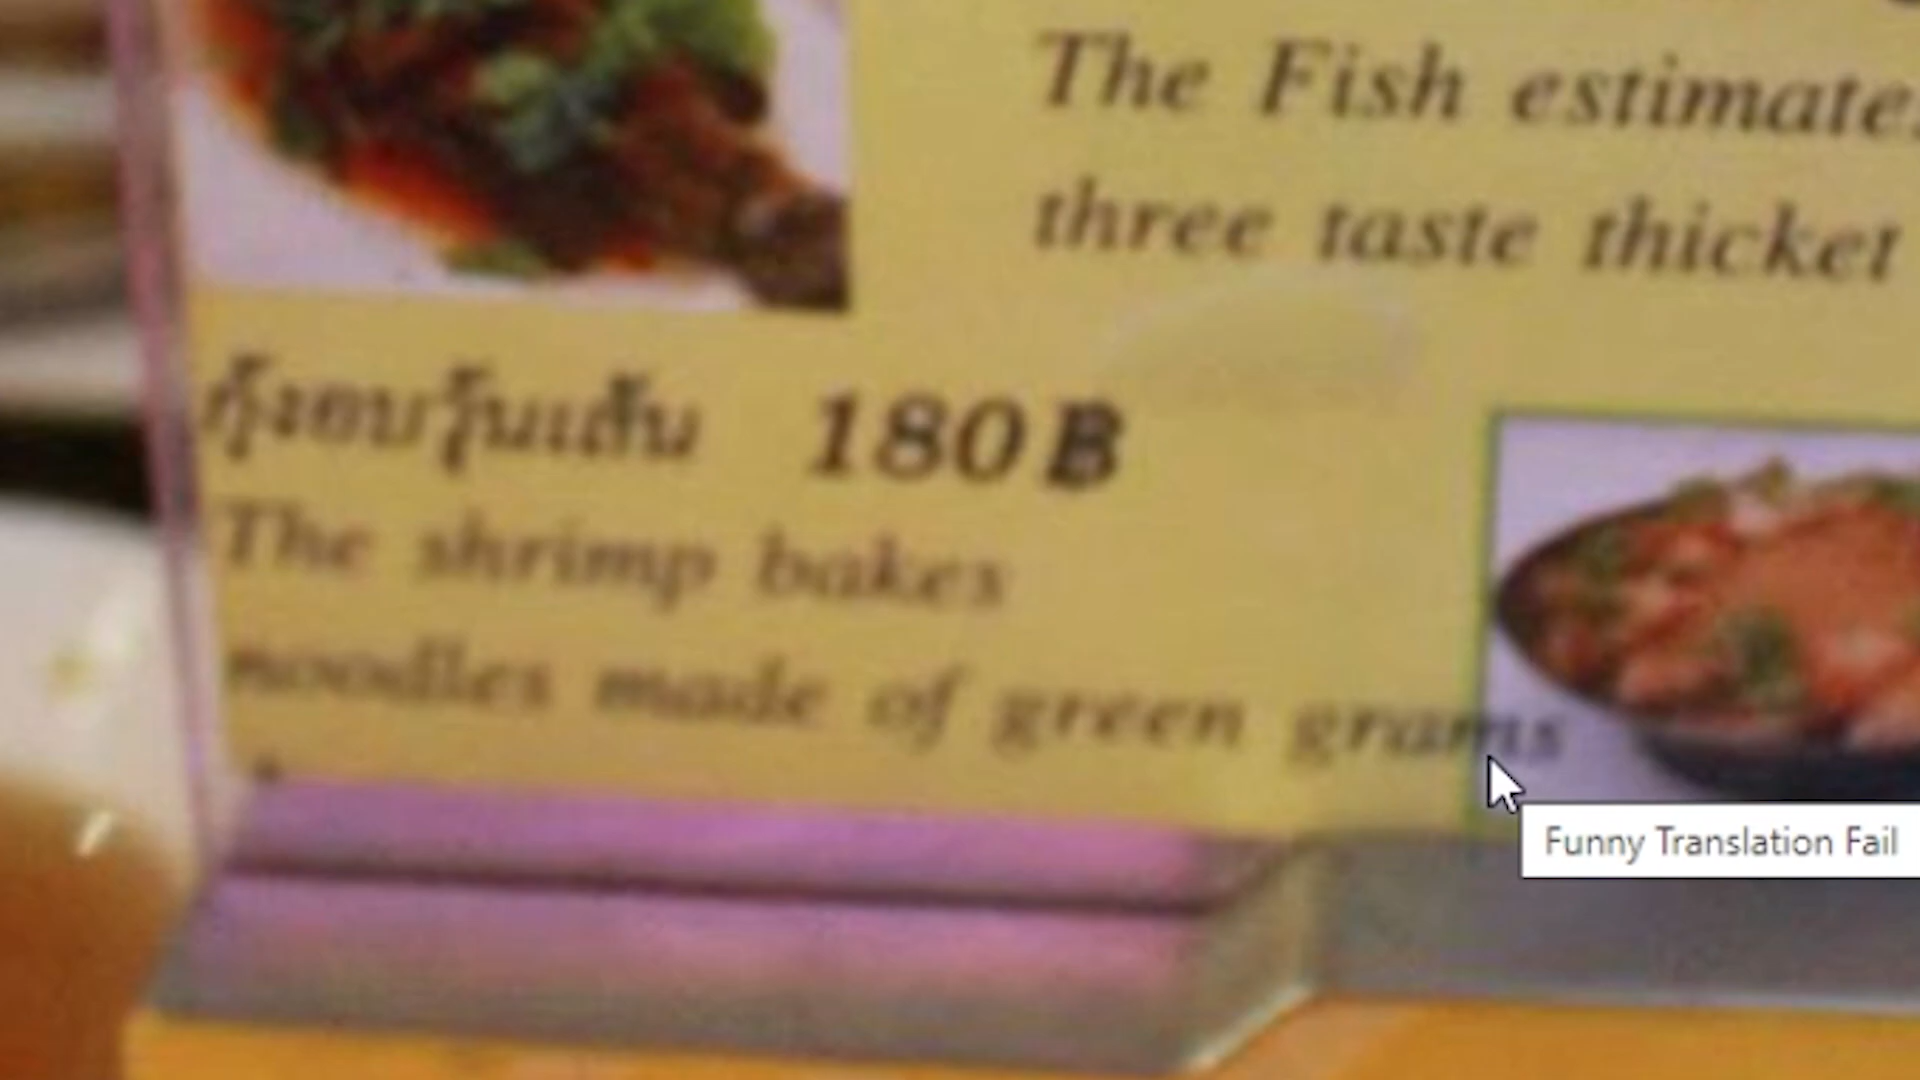 The Fish estimate
three taste thicket
กุ้งอบวุ้นเส้น 180฿
The shrimp bakes
noodles made of green grams
Funny Translation Fail